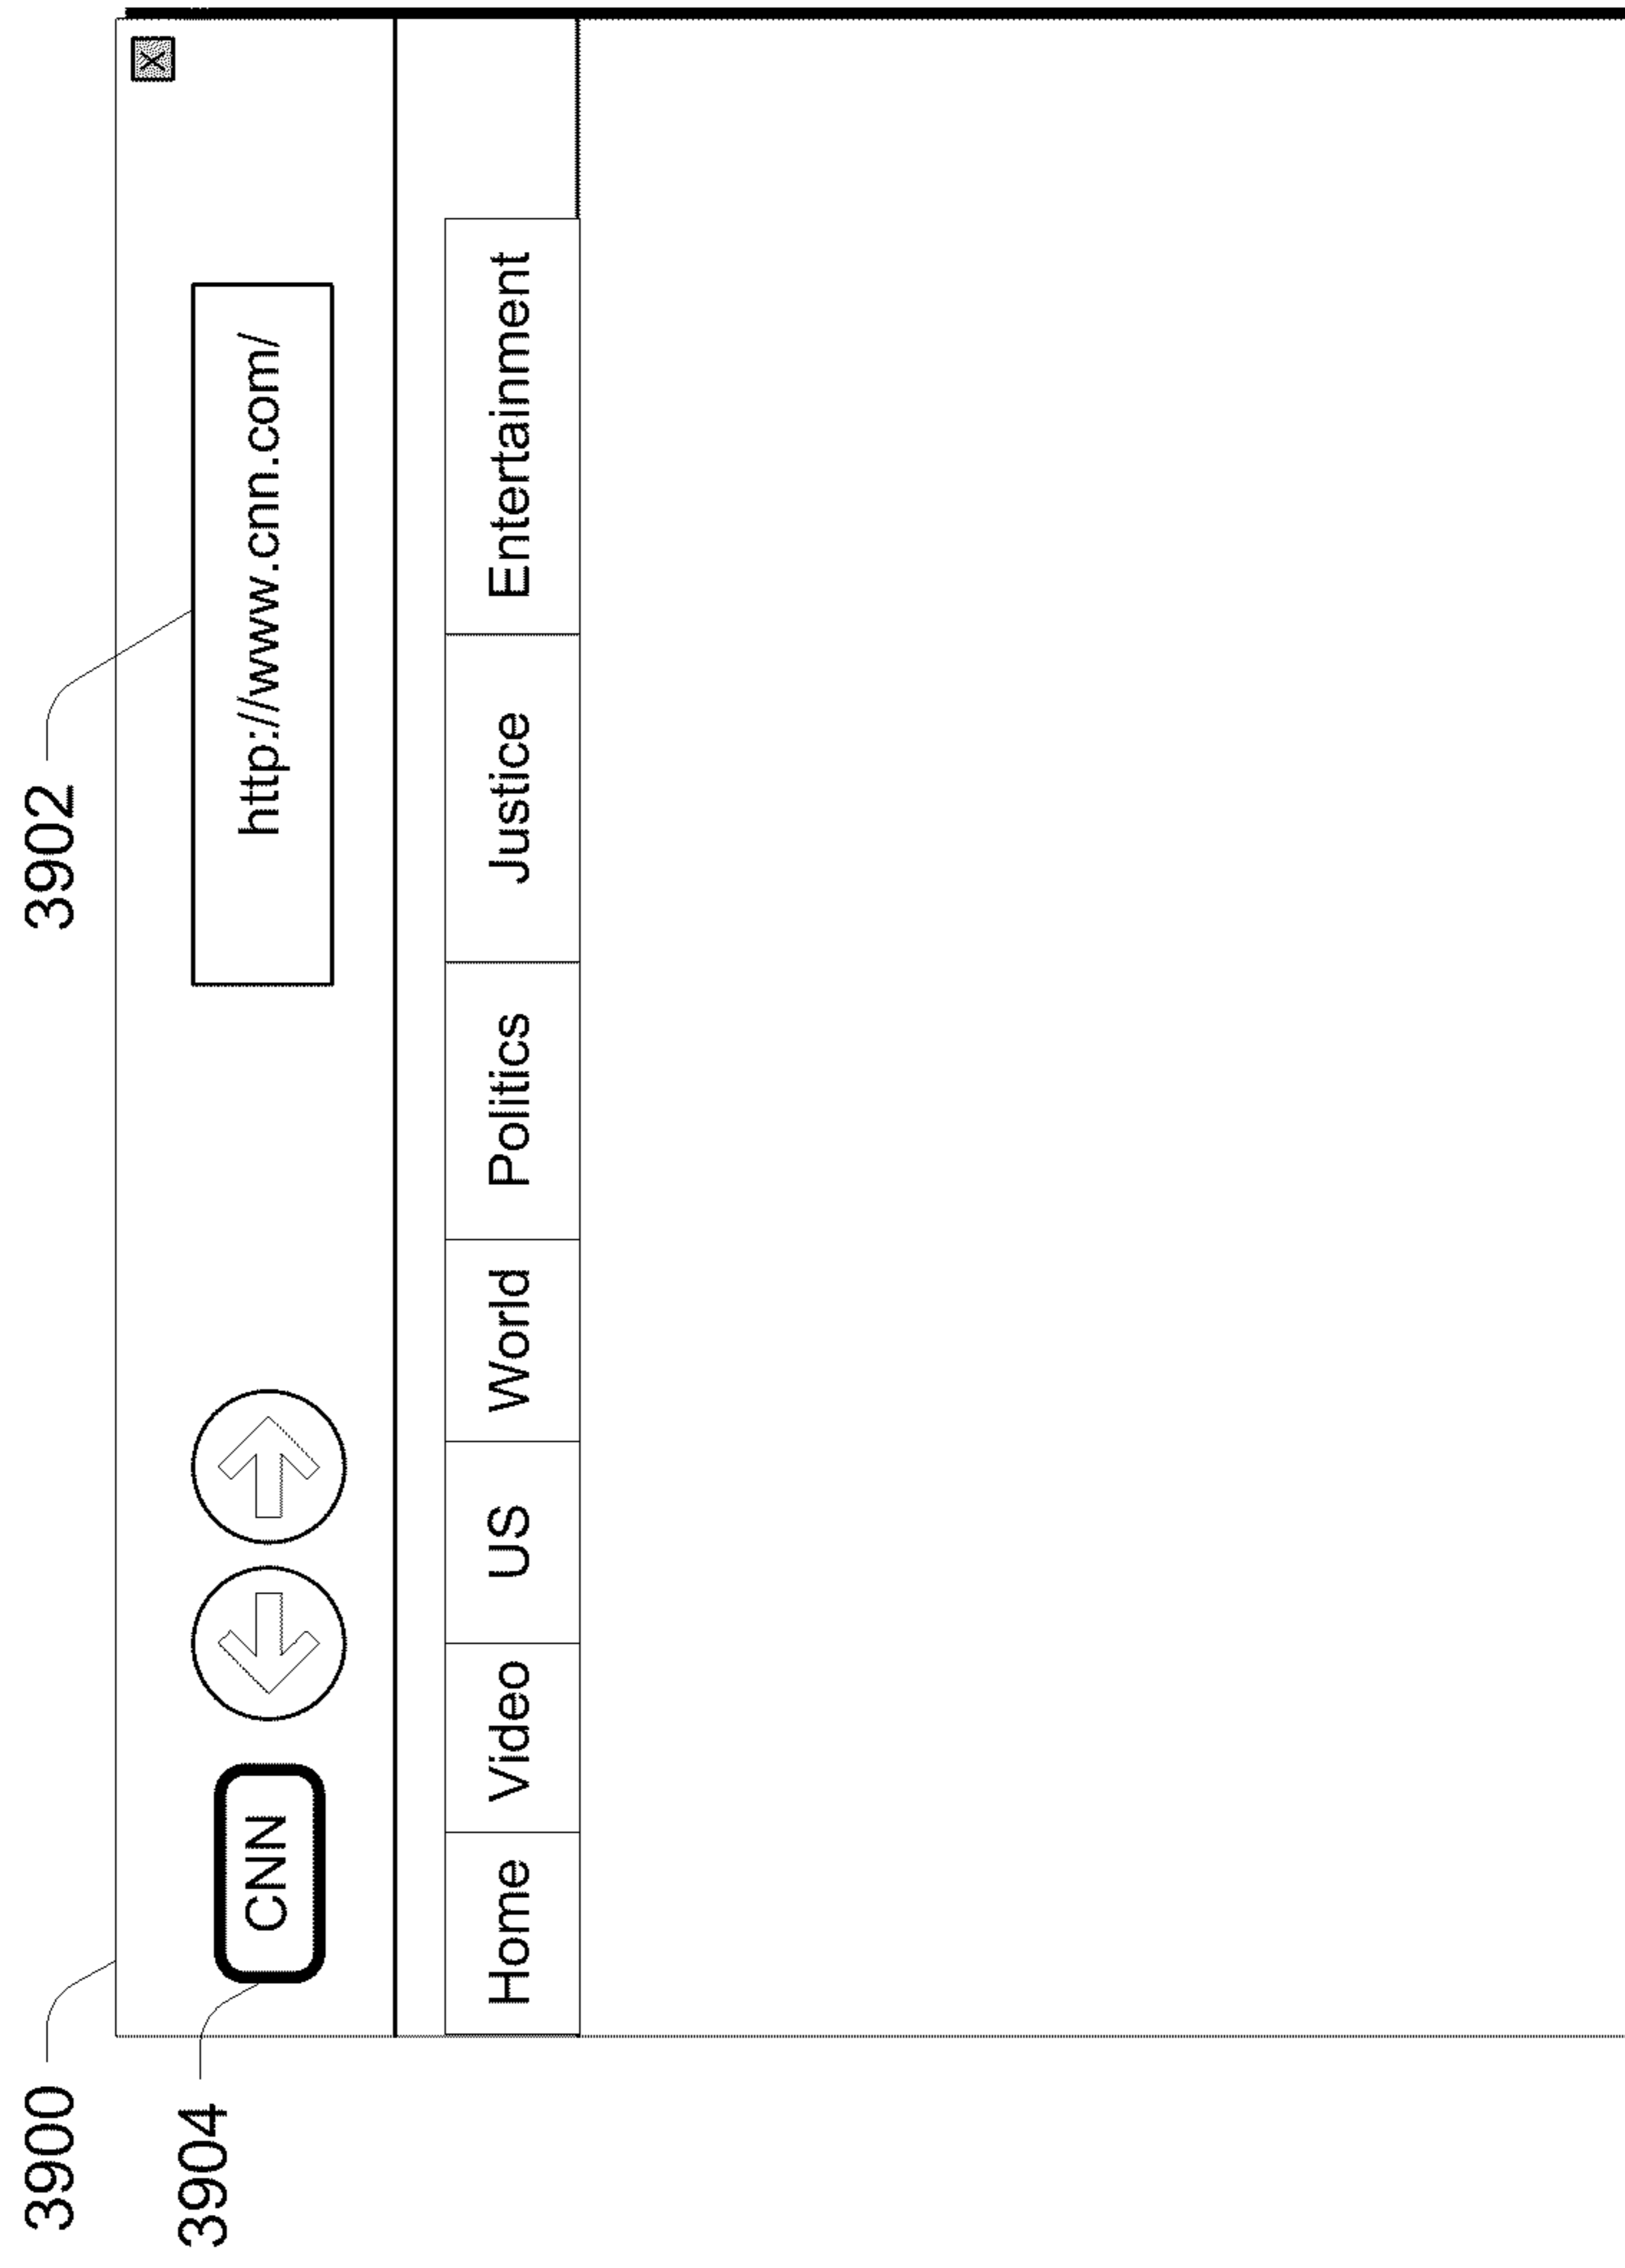 3900
3902
3904
CNN
http://www.cnn.com/
X
Home
Video
US
World
Politics
Justice
Entertainment